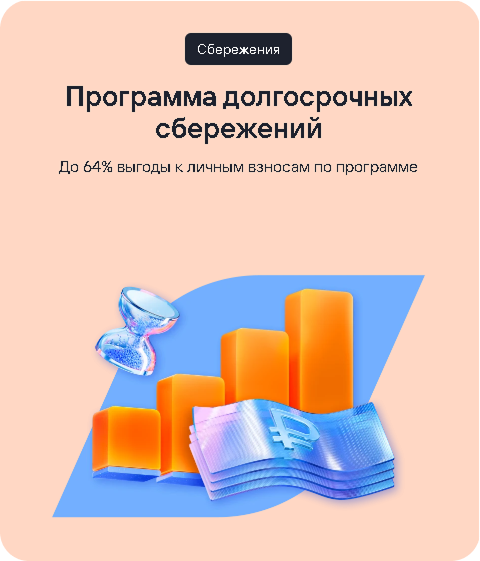 Сбережения
Программа долгосрочных
сбережений
До 64% выгоды к личным взносам по программе